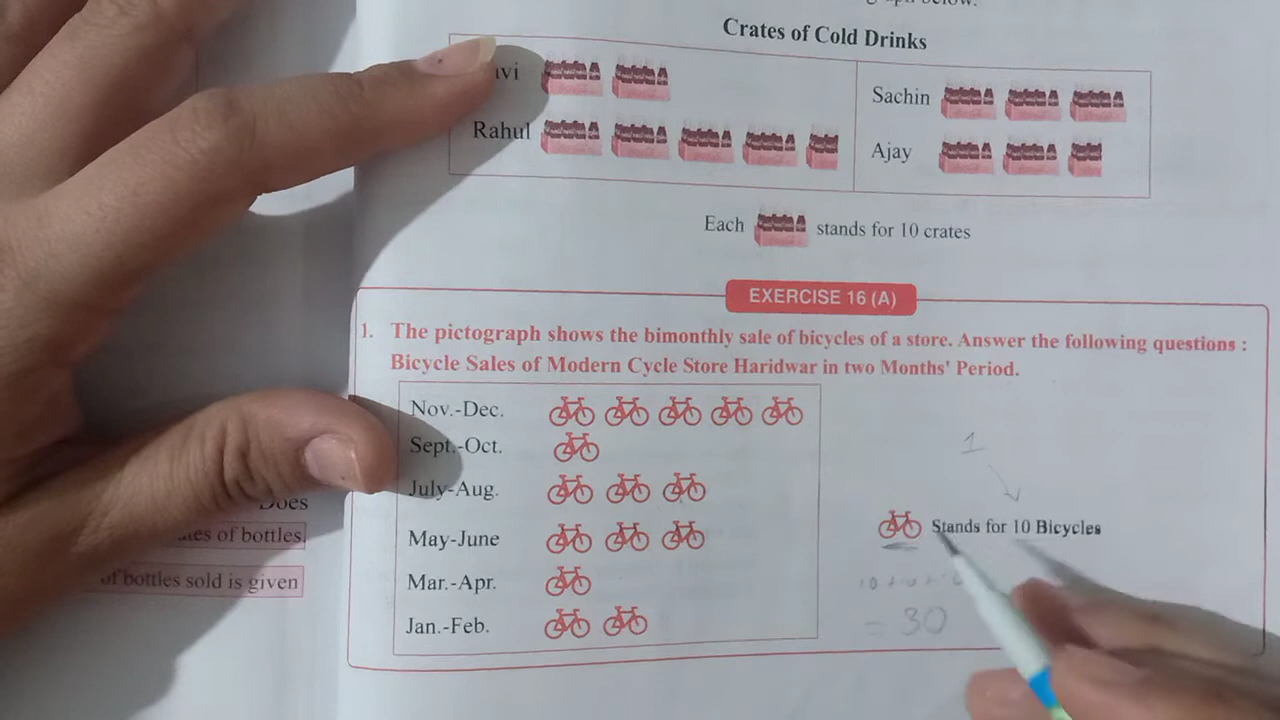 Crates of Cold Drinks
Sachin
Rahul
Ajay
Each stands for 10 crates
EXERCISE 16 (A)
1. The pictograph shows the bimonthly sale of bicycles of a store. Answer the following questions :
Bicycle Sales of Modern Cycle Store Haridwar in two Months' Period.
Nov.-Dec.
Sept.-Oct.
July-Aug.
May-June
Mar.-Apr.
Jan.-Feb.
1
Stands for 10 Bicycles
= 30
of bottles.
of bottles sold is given